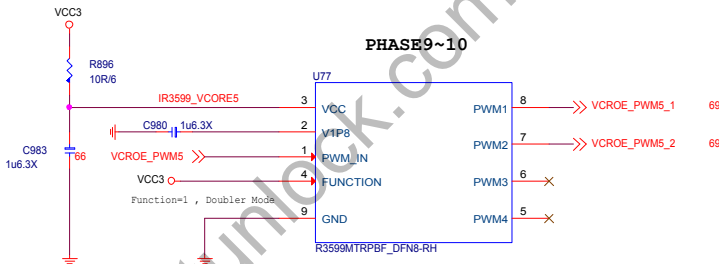 VCC3
PHASE9~10
R896
10R/6
U77
IR3599_VCORE5
3
VCC
PWM1
8
VCROE_PWM5_1
69
C980
1u6.3X
2
V1P8
C983
1u6.3X
66
VCROE_PWM5
1
PWM_IN
PWM2
7
VCROE_PWM5_2
69
VCC3
4
FUNCTION
PWM3
6
Function=1 , Doubler Mode
9
GND
PWM4
5
R3599MTRPBF_DFN8-RH
unlock.com